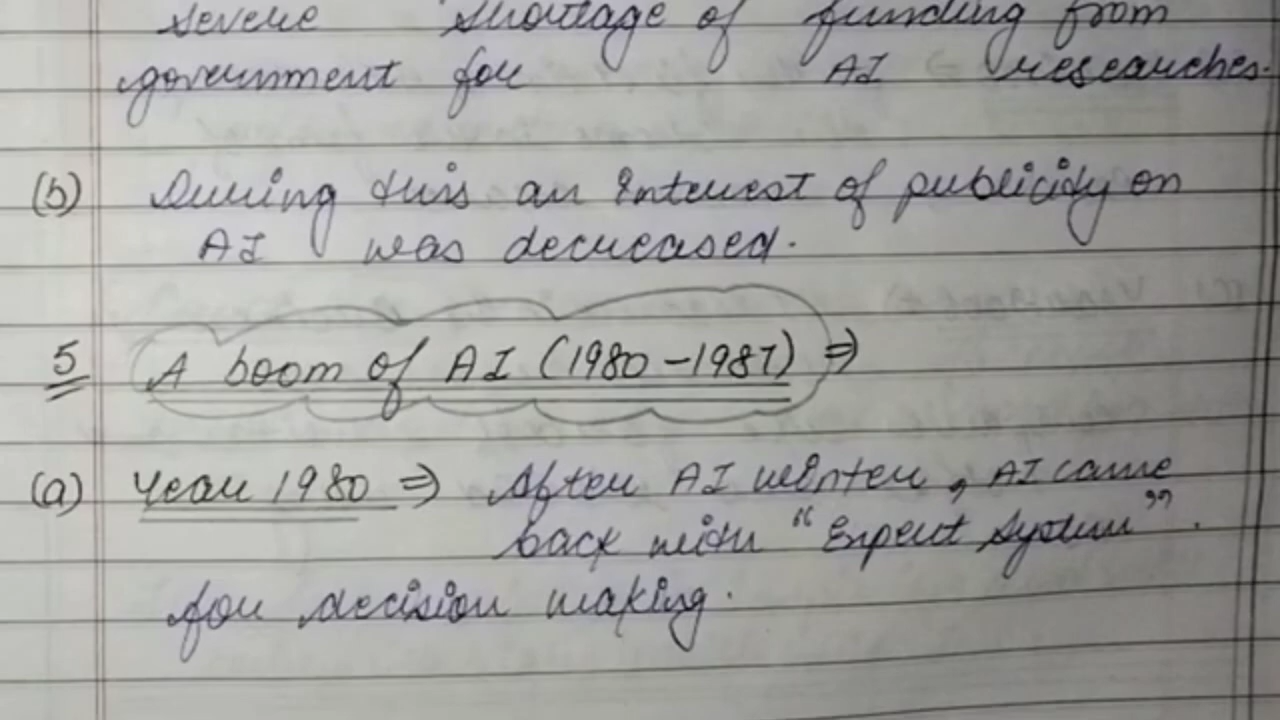 severe shortage of funding from
government for AI researches.
(b) During this an interest of publicity on
AI was decreased.
5 A boom of AI (1980-1987) ⇒
(a) Year 1980 ⇒ After AI winter, AI came
back with "Expert System".
for decision making.